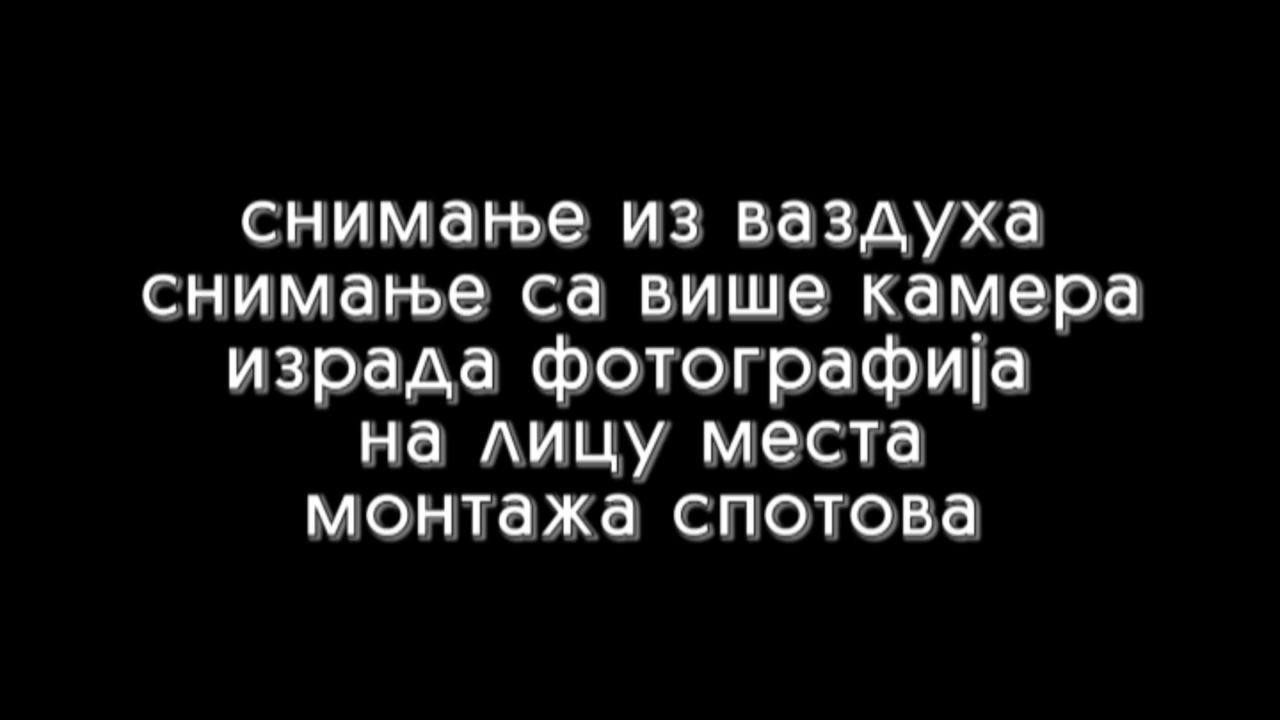 снимање из ваздуха
снимање са више камера
израда фотографија
на лицу места
монтажа спотова